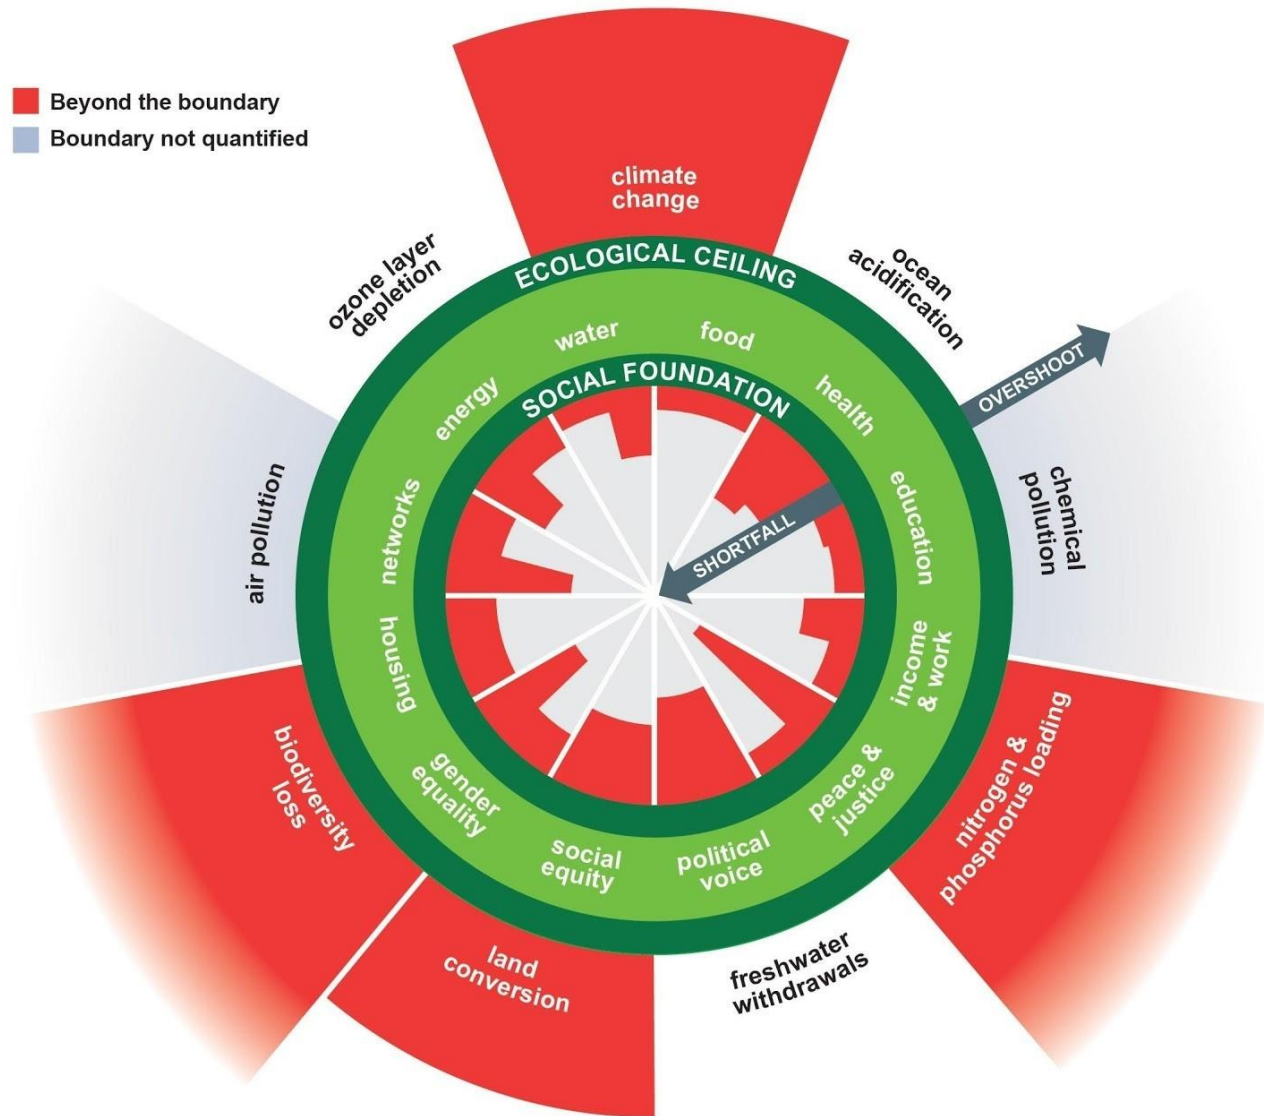 Beyond the boundary
Boundary not quantified
climate
change
ozone layer
depletion
ocean
acidification
ECOLOGICAL CEILING
water
food
energy
health
SOCIAL FOUNDATION
OVERSHOOT
networks
education
air pollution
chemical
pollution
SHORTFALL
housing
income
& work
biodiversity
loss
gender
equality
peace &
justice
nitrogen &
phosphorus loading
social
equity
political
voice
land
conversion
freshwater
withdrawals